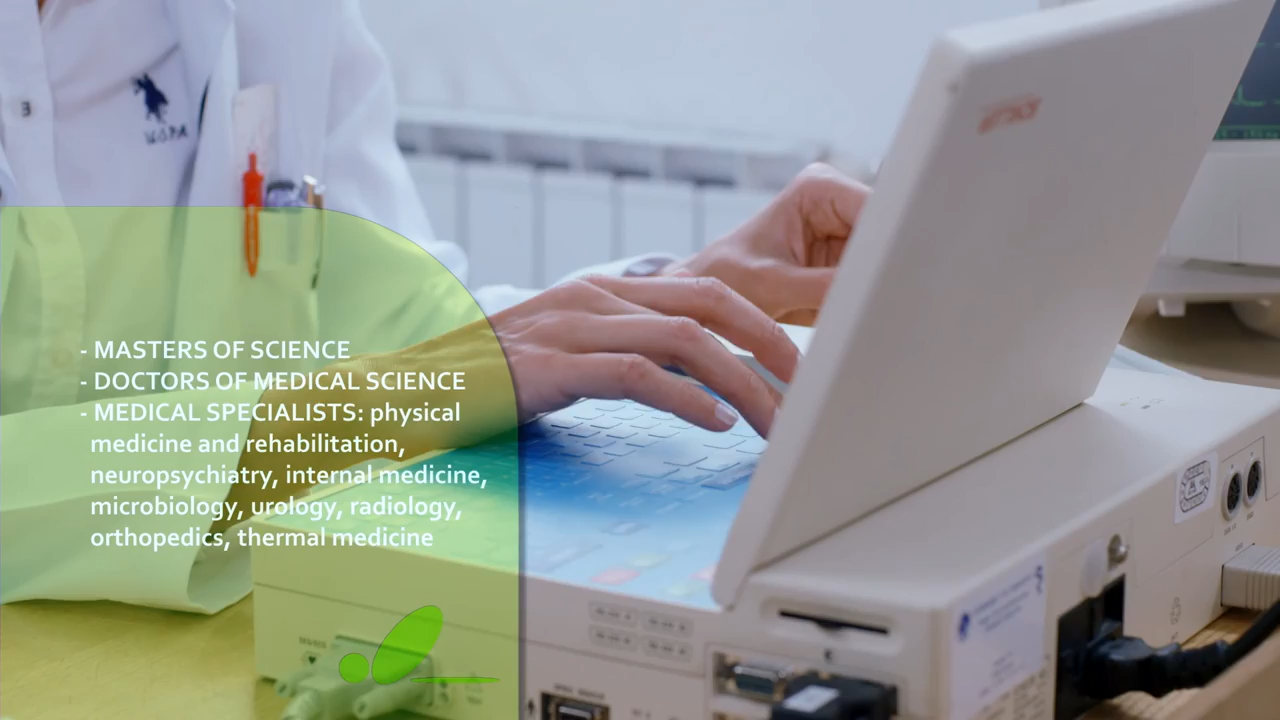 U.S.P.A.
- MASTERS OF SCIENCE
- DOCTORS OF MEDICAL SCIENCE
- MEDICAL SPECIALISTS: physical
medicine and rehabilitation,
neuropsychiatry, internal medicine,
microbiology, urology, radiology,
orthopedics, thermal medicine